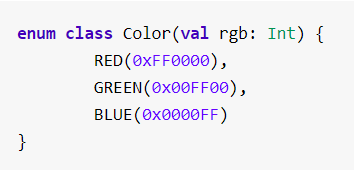 enum class Color(val rgb: Int) {
        RED(0xFF0000),
        GREEN(0x00FF00),
        BLUE(0x0000FF)
}